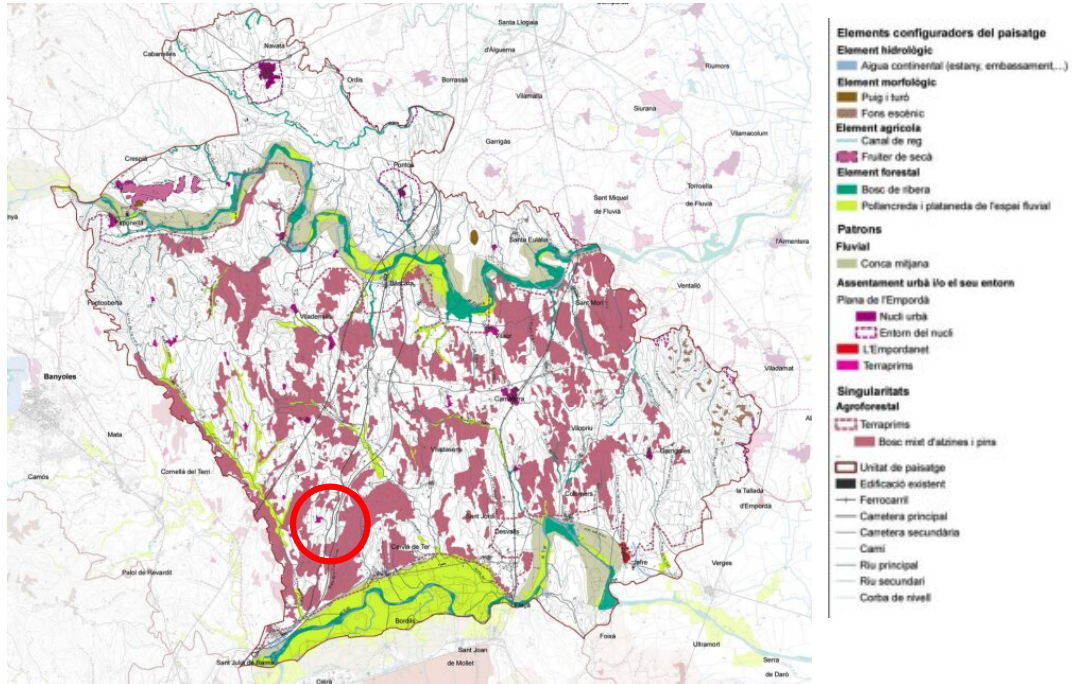 Santa Llogaia
d'Àlguema
Navata
Cabanelles
Ordis
Borrassà
Riumors
Vilamalla
Siurana
Vilamacolum
Garrigàs
Crespià
Pontós
Torroella
de Fluvià
Sant Miquel
de Fluvià
Esponellà
Santa Eulàlia
l'Armentera
Bàscara
Ventalló
Sant Mori
Fontcoberta
Vilademuls
Vilaür
Banyoles
Viladamat
Camallera
Mata
Vilopriu
Viladasens
Garrigoles
Cornellà del Terri
Camós
Colomers
la Tallada
d'Empordà
Sant Jordi
Desvalls
Cervià de Ter
Jafre
Verges
Palol de Revardit
Flaçà
Bordils
Foixà
Ultramort
Sant Julià de Ramis
Sant Joan
de Mollet
Serra
de Daró
Celrà
Elements configuradors del paisatge
Element hidrològic
Aigua continental (estany, embassament,...)
Element morfològic
Puig i turó
Fons escènic
Element agrícola
Canal de reg
Fruiter de secà
Element forestal
Bosc de ribera
Pollancreda i plataneda de l'espai fluvial
Patrons
Fluvial
Conca mitjana
Assentament urbà i/o el seu entorn
Plana de l'Empordà
Nucli urbà
Entorn del nucli
L'Empordanet
Terraprims
Singularitats
Agroforestal
Terraprims
Bosc mixt d'alzines i pins
Unitat de paisatge
Edificació existent
Ferrocarril
Carretera principal
Carretera secundària
Camí
Riu principal
Riu secundari
Corba de nivell